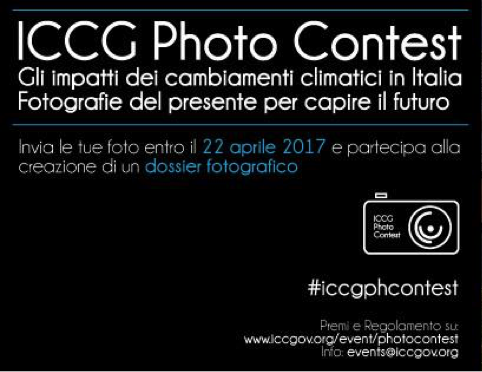 ICCG Photo Contest
Gli impatti dei cambiamenti climatici in Italia
Fotografie del presente per capire il futuro
Invia le tue foto entro il 22 aprile 2017 e partecipa alla
creazione di un dossier fotografico
ICCG
Photo
Contest
#iccgphcontest
Premi e Regolamento su:
www.iccgov.org/event/photocontest
Info: events@iccgov.org